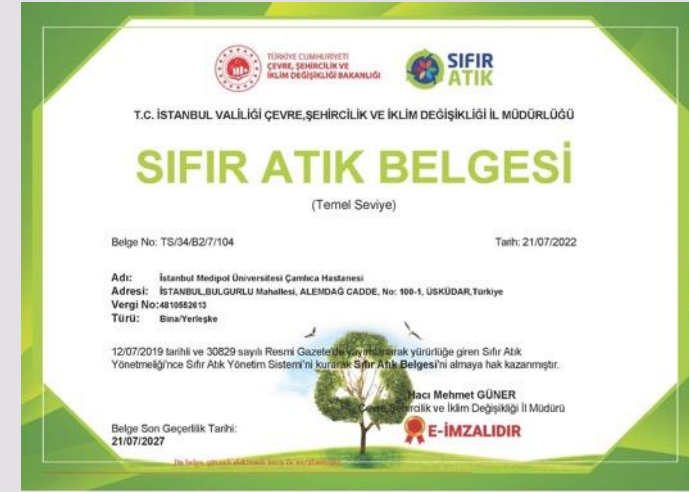 TÜRKİYE CUMHURİYETİ
ÇEVRE, ŞEHİRCİLİK VE
İKLİM DEĞİŞİKLİĞİ BAKANLIĞI
SIFIR
ATIK
T.C. İSTANBUL VALİLİĞİ ÇEVRE,ŞEHİRCİLİK VE İKLİM DEĞİŞİKLİĞİ İL MÜDÜRLÜĞÜ
SIFIR ATIK BELGESİ
(Temel Seviye)
Belge No: TS/34/B2/7/104 Tarih: 21/07/2022
Adı: İstanbul Medipol Üniversitesi Çamlıca Hastanesi
Adresi: İSTANBUL,BULGURLU Mahallesi, ALEMDAĞ CADDE, No: 100-1, ÜSKÜDAR,Türkiye
Vergi No:4810552613
Türü: Bina/Yerleşke
12/07/2019 tarihli ve 30829 sayılı Resmi Gazete'de yayımlanarak yürürlüğe giren Sıfır Atık
Yönetmeliği'nce Sıfır Atık Yönetim Sistemi'ni kurarak Sıfır Atık Belgesi'ni almaya hak kazanmıştır.
Hacı Mehmet GÜNER
Çevre, Şehircilik ve İklim Değişikliği İl Müdürü
E-İMZALIDIR
Belge Son Geçerlilik Tarihi:
21/07/2027
Bu belge, güvenli elektronik imza ile